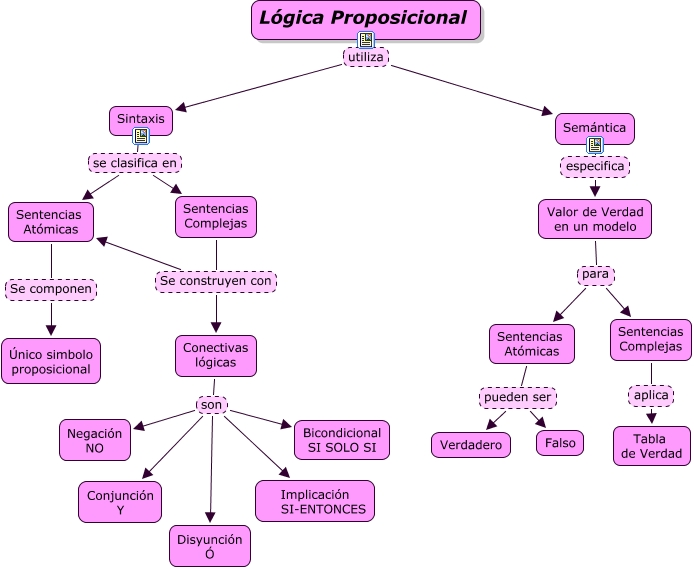 Lógica Proposicional
utiliza
Sintaxis
Semántica
se clasifica en
especifica
Sentencias
Atómicas
Sentencias
Complejas
Valor de Verdad
en un modelo
Se componen
Se construyen con
para
Único simbolo
proposicional
Conectivas
lógicas
Sentencias
Atómicas
Sentencias
Complejas
son
pueden ser
aplica
Negación
NO
Bicondicional
SI SOLO SI
Verdadero
Falso
Tabla
de Verdad
Conjunción
Y
Implicación
SI-ENTONCES
Disyunción
Ó